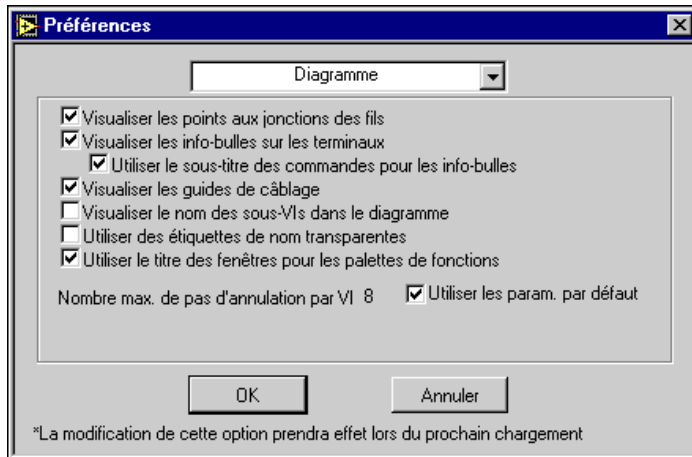 Préférences
Diagramme
Visualiser les points aux jonctions des fils
Visualiser les info-bulles sur les terminaux
Utiliser le sous-titre des commandes pour les info-bulles
Visualiser les guides de câblage
Visualiser le nom des sous-VIs dans le diagramme
Utiliser des étiquettes de nom transparentes
Utiliser le titre des fenêtres pour les palettes de fonctions
Nombre max. de pas d'annulation par VI 8 Utiliser les param. par défaut
OK Annuler
*La modification de cette option prendra effet lors du prochain chargement